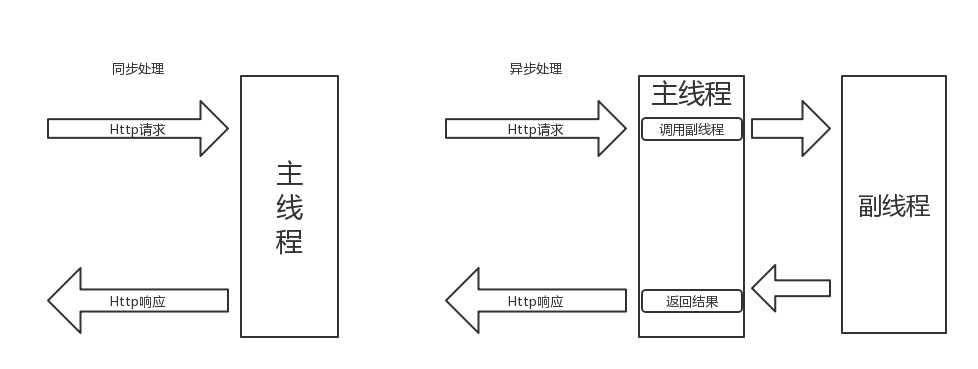 同步处理
Http请求
主
线
程
Http响应
异步处理
主线程
Http请求
调用副线程
副线程
Http响应
返回结果